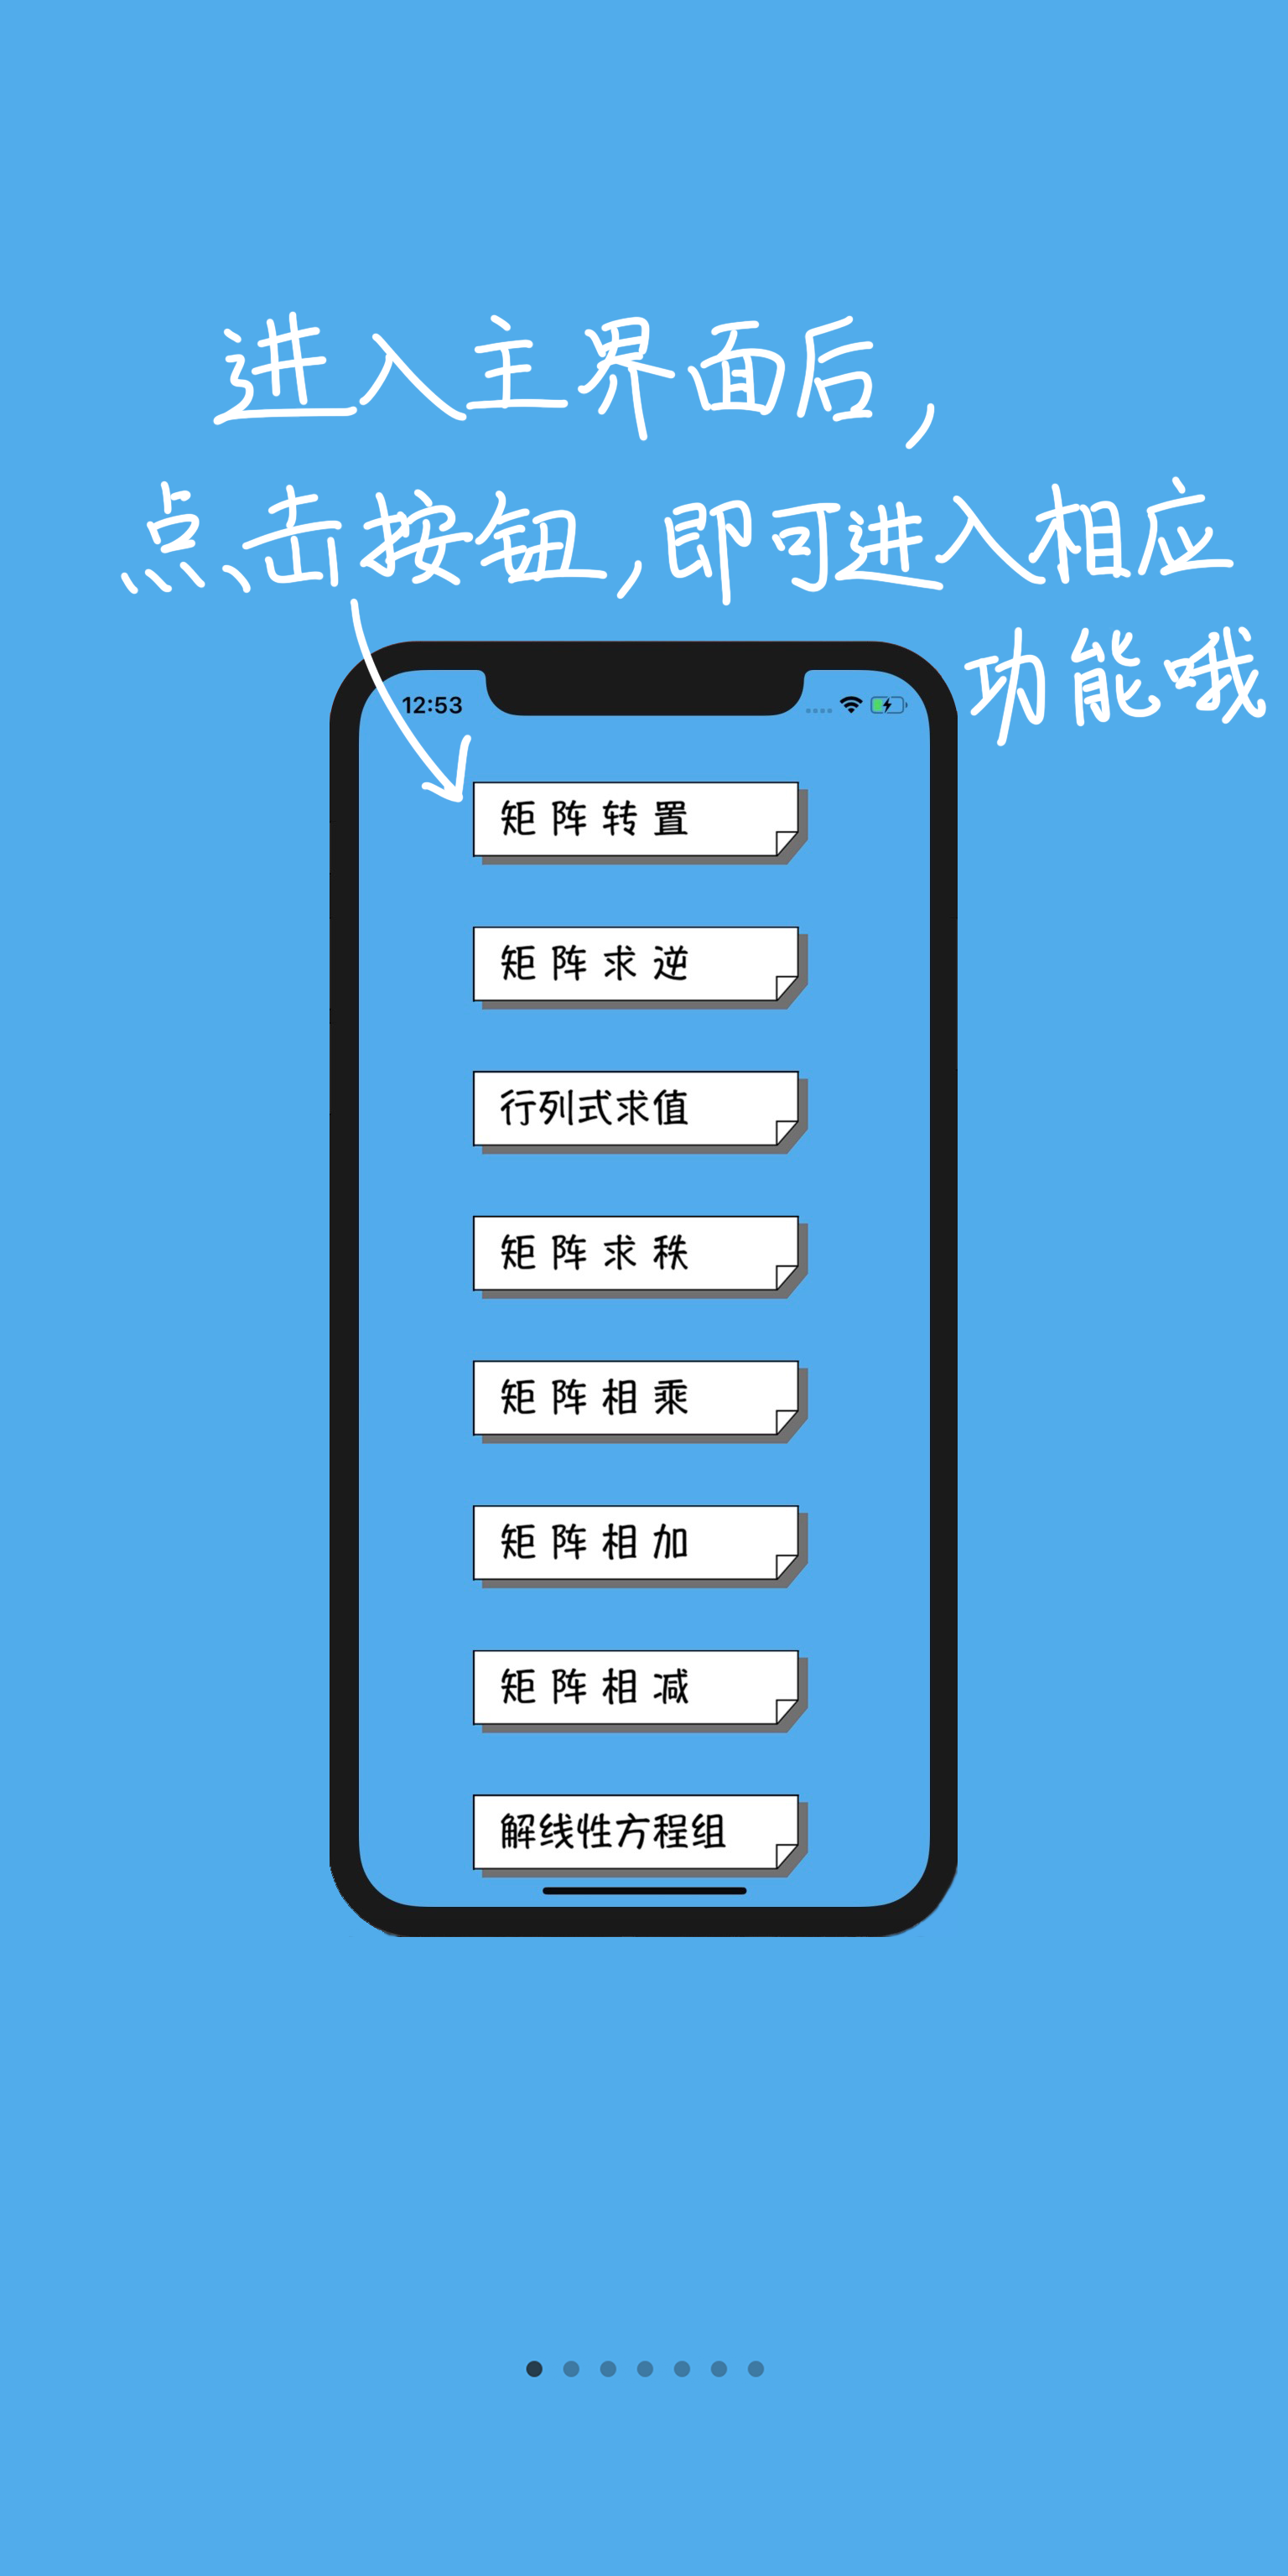 进入主界面后,
点击按钮,即可进入相应
功能哦
12:53
矩阵转置
矩阵求逆
行列式求值
矩阵求秩
矩阵相乘
矩阵相加
矩阵相减
解线性方程组